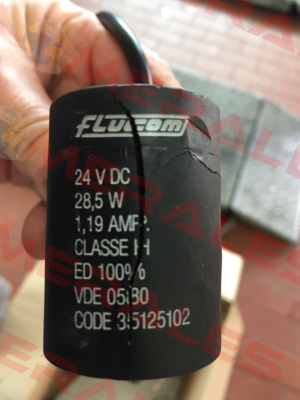 FLUCOM
24 V DC
28,5 W
1,19 AMP.
CLASSE H
ED 100%
VDE 0580
CODE 35125102